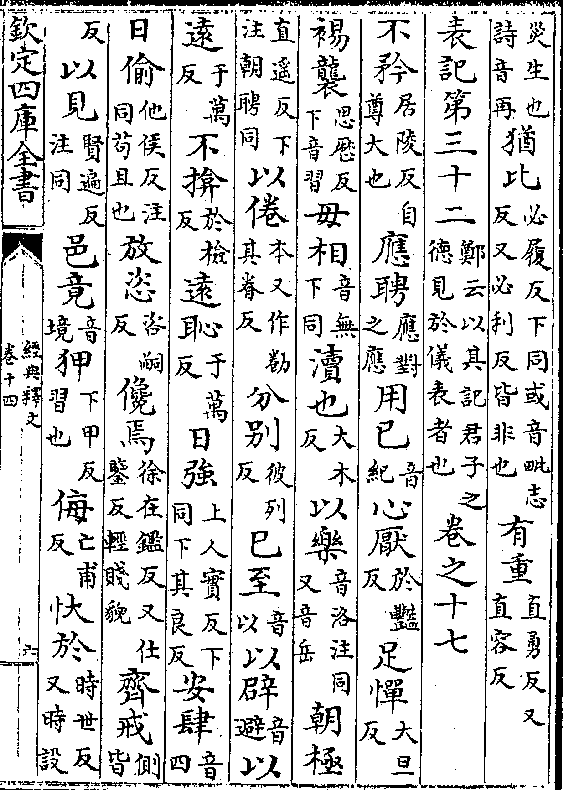 災生也詩音再猶比必履反下同或音毗志反又必利反皆非也有重直勇反又直容反
表記第三十二鄭云以其記君子之德見於儀表者也卷之十七
不矜居陵反自尊大也應聘應對之應用已音紀心厭於豔反足憚大旦反
裼襲思歷反下音習毋相音無下同瀆也大木反以樂音洛注同又音岳朝極
直遥反下注朝聘同以倦本又作勌其眷反分别彼列反已至音以以辟音避以
遠于萬反不揜於檢反遠恥于萬反日強上人實反下同下其良反安肆音四
日偷他侯反注同苟且也放恣咨嗣反儳焉徐在鑑反又仕鑒反輕賤貌齊戒側皆
反以見賢遍反注同邑竟音境狎下甲反習也侮亡甫反忕於時世反又時設
欽定四庫全書
經典釋文
卷十四
六